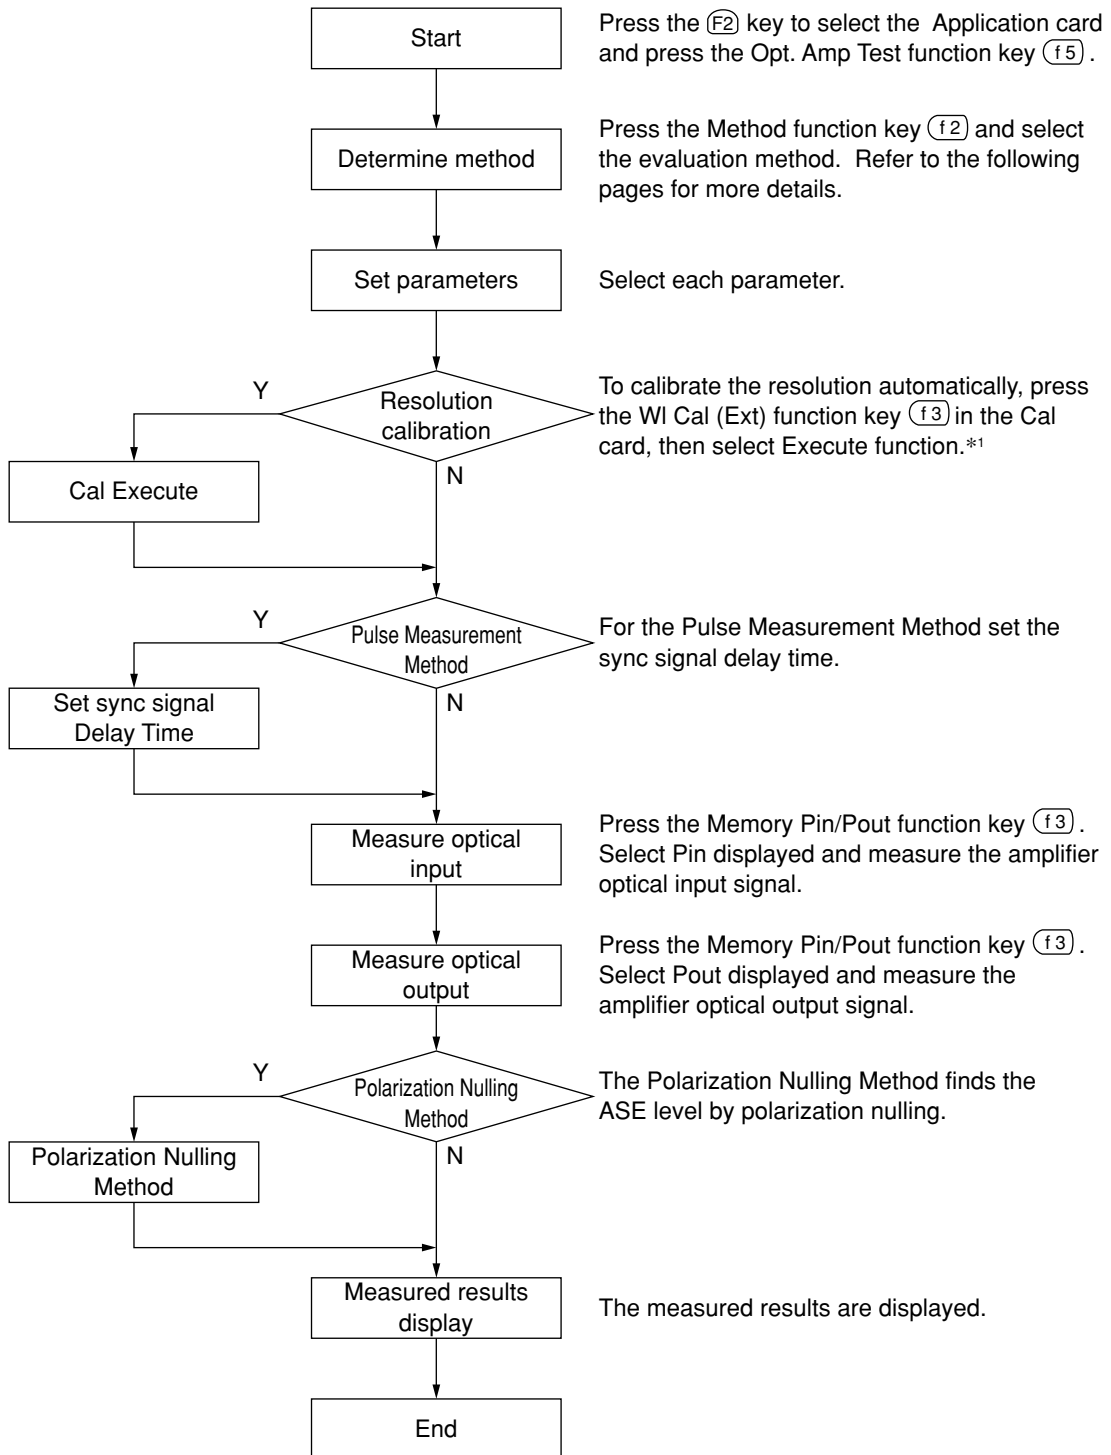 Start
Press the F2 key to select the Application card
and press the Opt. Amp Test function key f 5 .
Determine method
Press the Method function key f 2 and select
the evaluation method. Refer to the following
pages for more details.
Set parameters
Select each parameter.
Y
Resolution
calibration
N
To calibrate the resolution automatically, press
the Wl Cal (Ext) function key f 3 in the Cal
card, then select Execute function.*1
Cal Execute
Y
Pulse Measurement
Method
N
For the Pulse Measurement Method set the
sync signal delay time.
Set sync signal
Delay Time
Measure optical
input
Press the Memory Pin/Pout function key f 3 .
Select Pin displayed and measure the amplifier
optical input signal.
Measure optical
output
Press the Memory Pin/Pout function key f 3 .
Select Pout displayed and measure the
amplifier optical output signal.
Y
Polarization Nulling
Method
N
The Polarization Nulling Method finds the
ASE level by polarization nulling.
Polarization Nulling
Method
Measured results
display
The measured results are displayed.
End